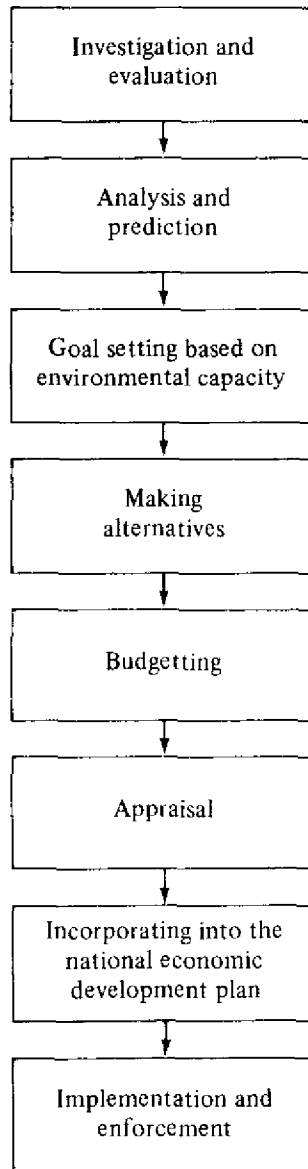 Investigation and
evaluation
Analysis and
prediction
Goal setting based on
environmental capacity
Making
alternatives
Budgetting
Appraisal
Incorporating into the
national economic
development plan
Implementation and
enforcement